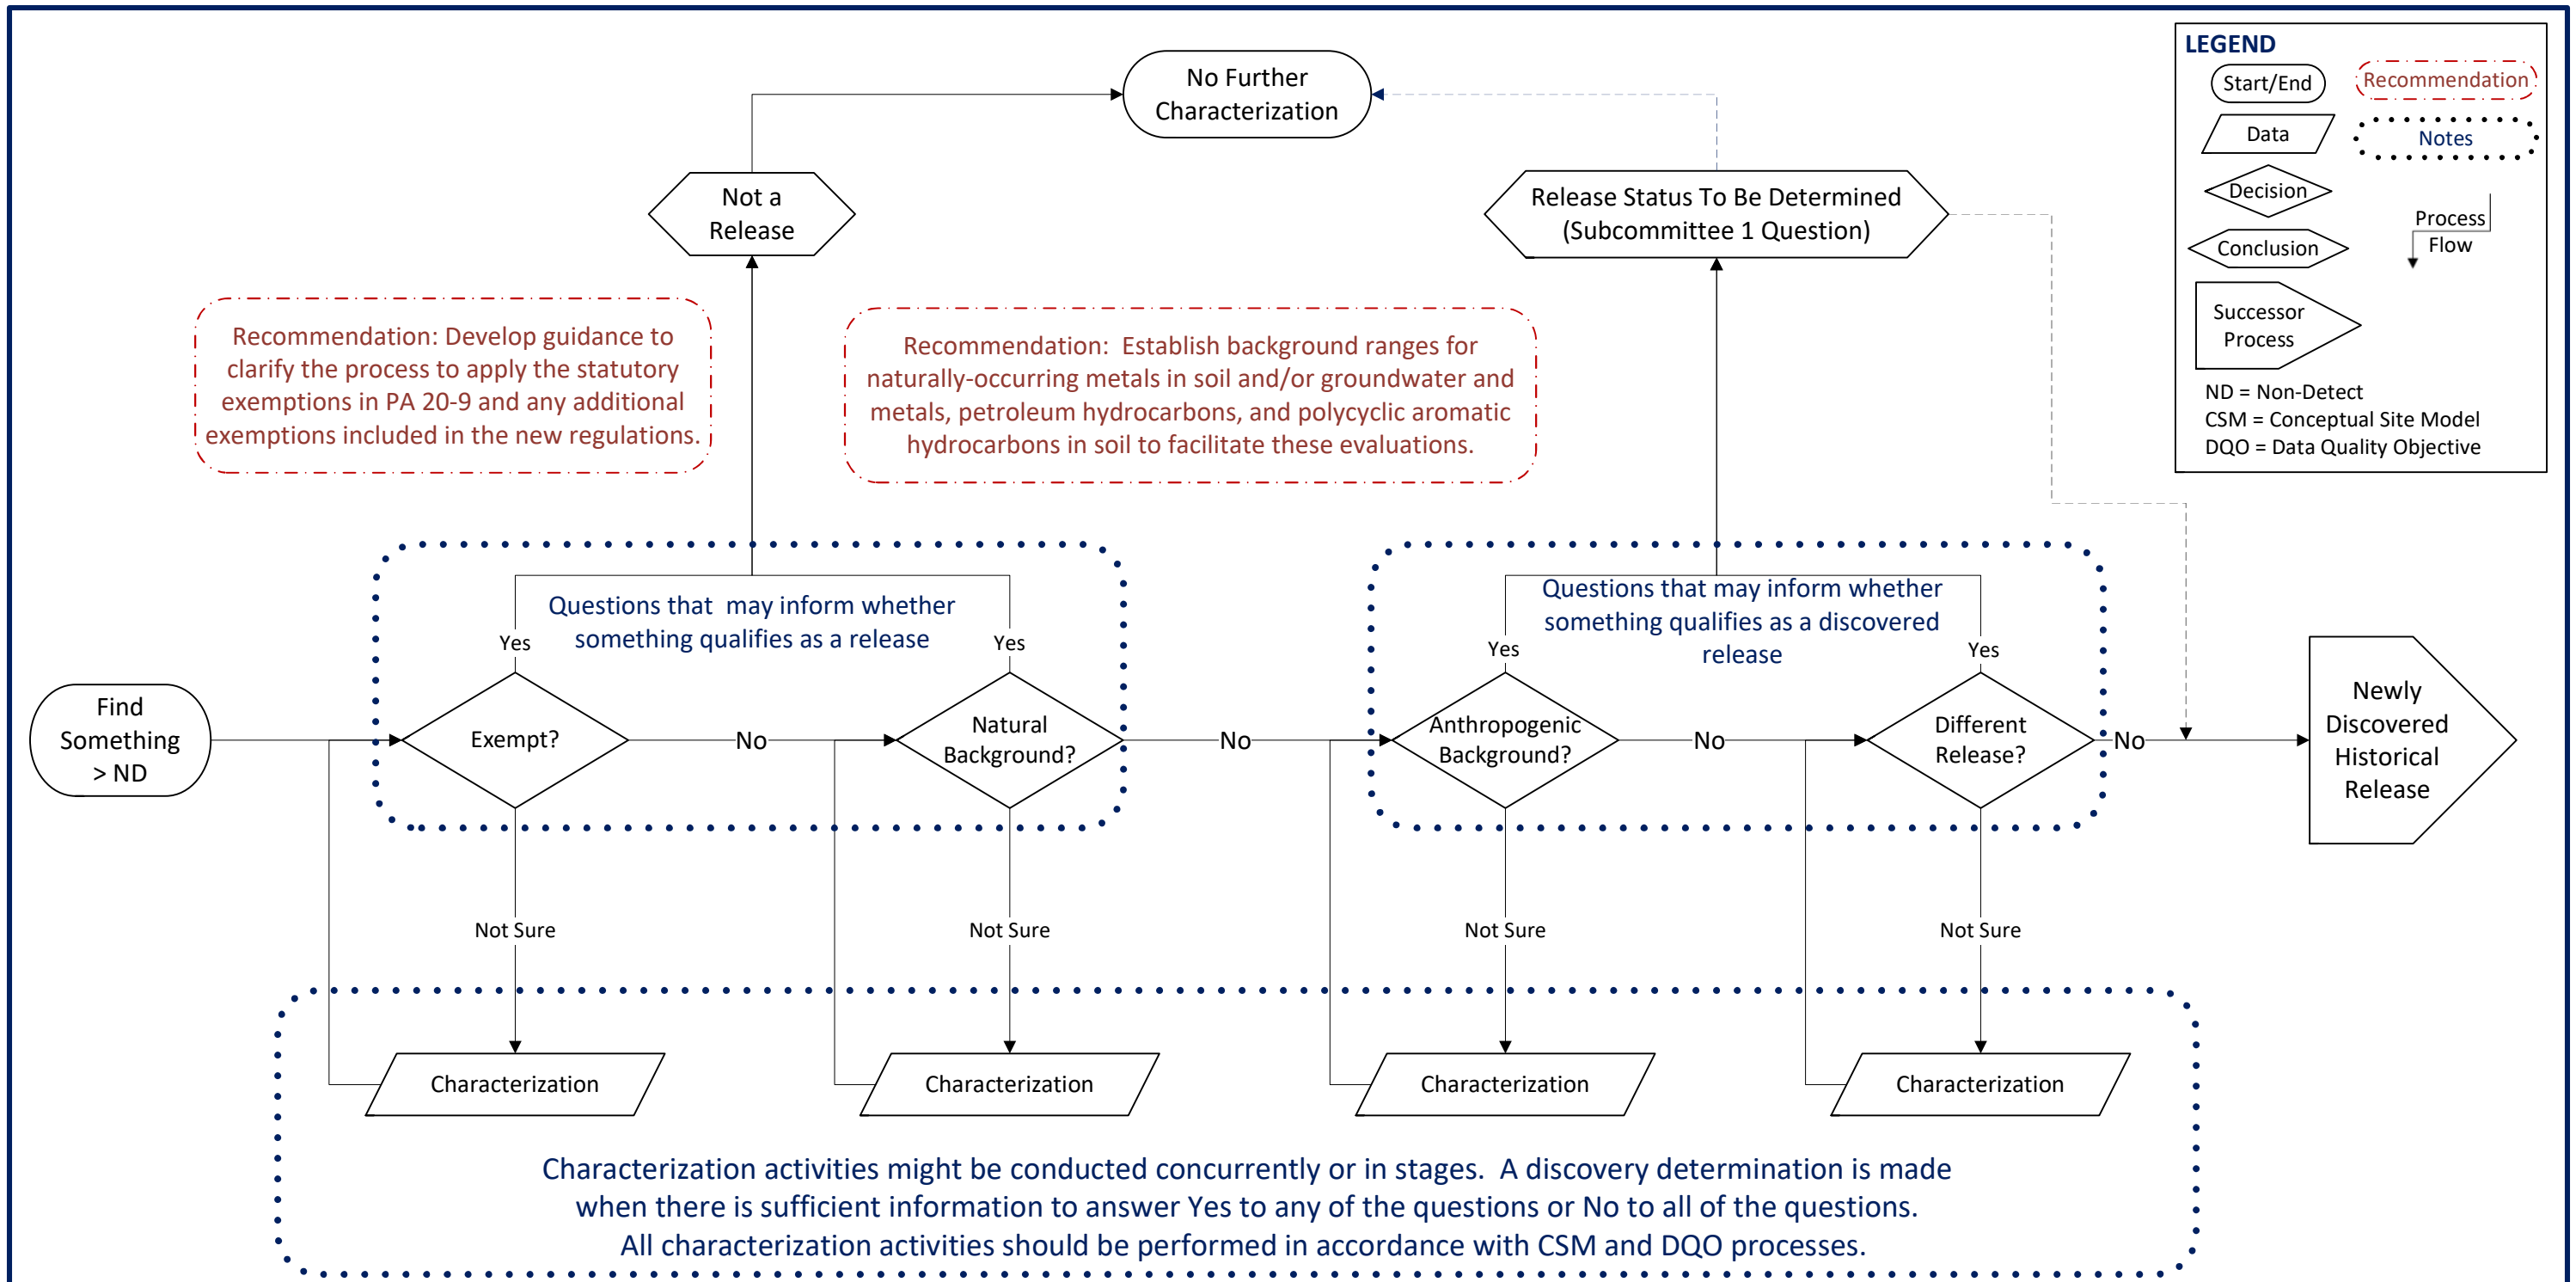 No Further
Characterization
LEGEND
Start/End
Recommendation
Data
Notes
Decision
Process
Flow
Conclusion
Successor
Process
ND = Non-Detect
CSM = Conceptual Site Model
DQO = Data Quality Objective
Not a
Release
Release Status To Be Determined
(Subcommittee 1 Question)
Recommendation: Develop guidance to
clarify the process to apply the statutory
exemptions in PA 20-9 and any additional
exemptions included in the new regulations.
Recommendation:  Establish background ranges for
naturally-occurring metals in soil and/or groundwater and
metals, petroleum hydrocarbons, and polycyclic aromatic
hydrocarbons in soil to facilitate these evaluations.
Questions that  may inform whether
something qualifies as a release
Yes
Yes
Questions that may inform whether
something qualifies as a discovered
release
Yes
Yes
Find
Something
> ND
Exempt?
No
Natural
Background?
No
Anthropogenic
Background?
No
Different
Release?
No
Newly
Discovered
Historical
Release
Not Sure
Not Sure
Not Sure
Not Sure
Characterization
Characterization
Characterization
Characterization
Characterization activities might be conducted concurrently or in stages.  A discovery determination is made
when there is sufficient information to answer Yes to any of the questions or No to all of the questions.
All characterization activities should be performed in accordance with CSM and DQO processes.